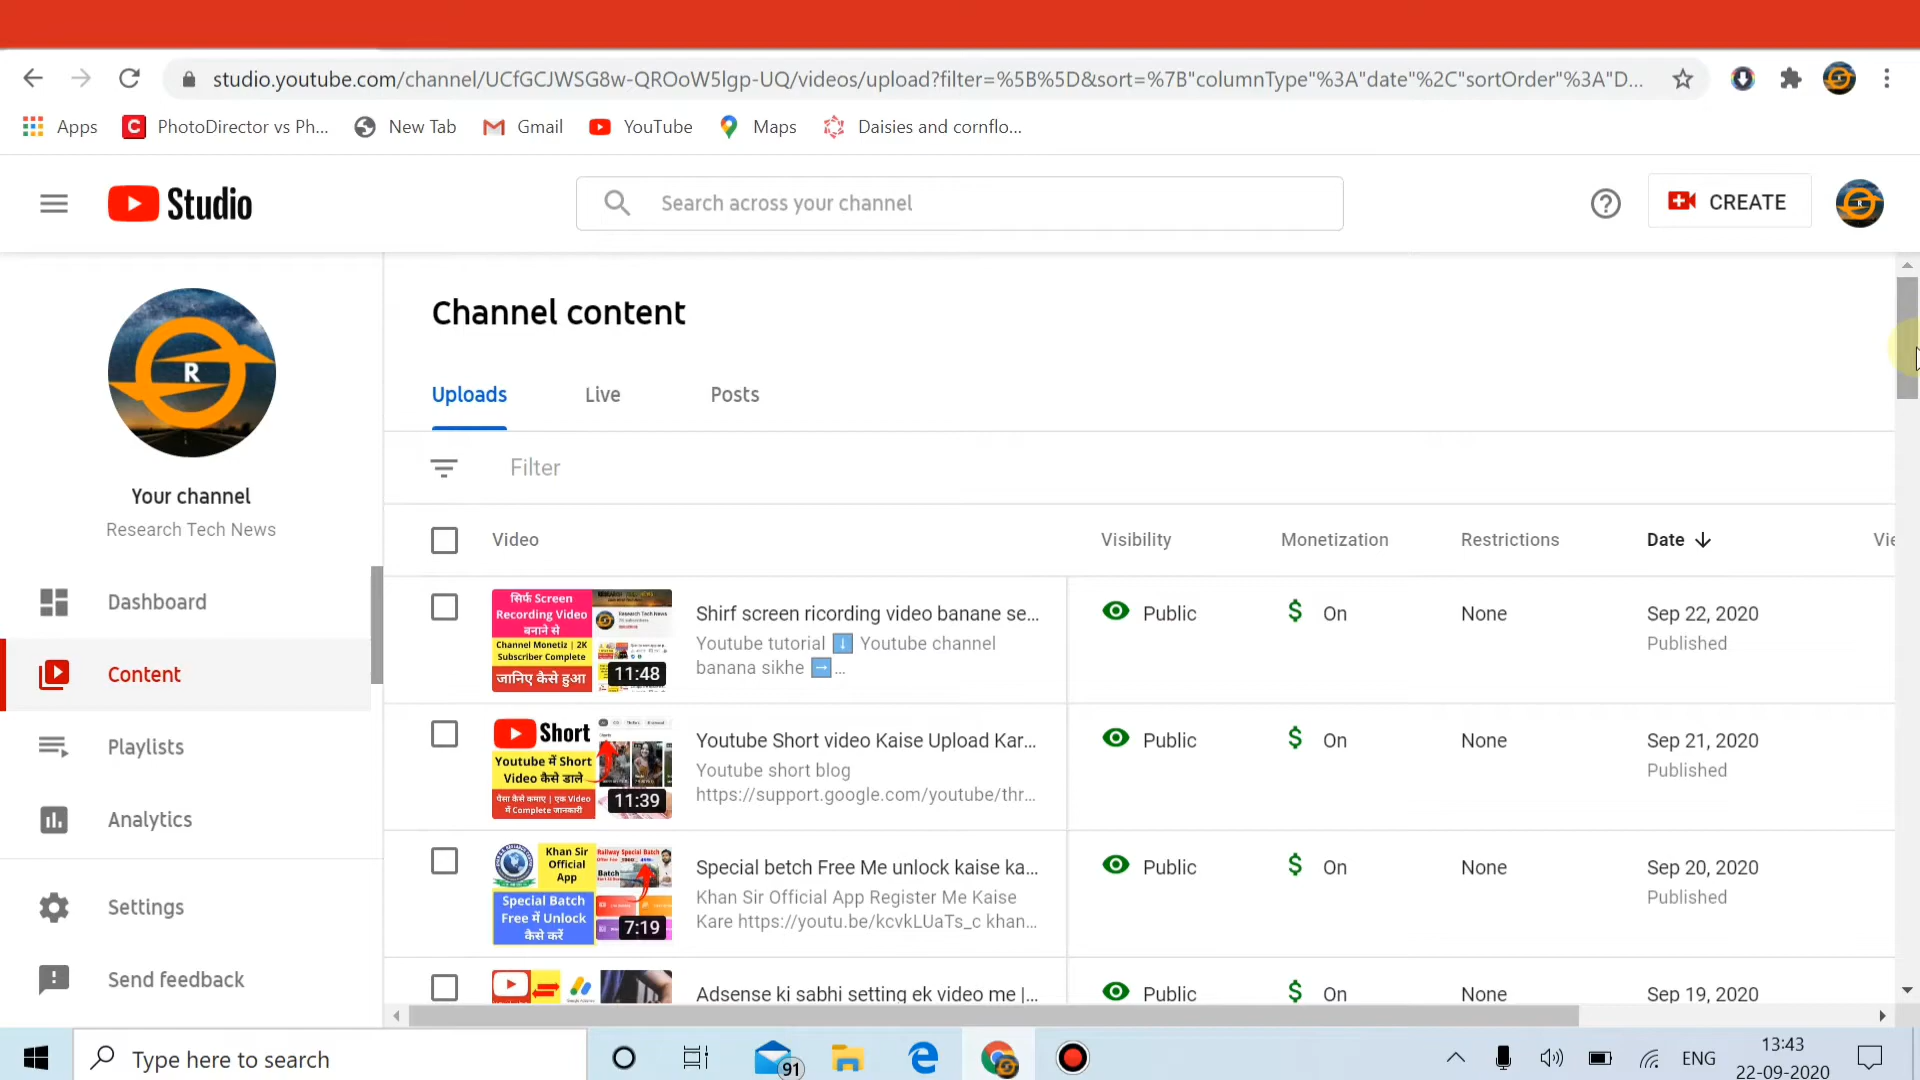 studio.youtube.com/channel/UCfGCJWSG8w-QROoW5lgp-UQ/videos/upload?filter=%5B%5D&sort=%7B"columnType"%3A"date"%2C"sortOrder"%3A"D...
Apps PhotoDirector vs Ph... New Tab Gmail YouTube Maps Daisies and cornflo...
Studio
Search across your channel
CREATE
Channel content
Uploads Live Posts
Filter
R
Your channel
Research Tech News
Dashboard
Content
Playlists
Analytics
Settings
Send feedback
Video Visibility Monetization Restrictions Date Vie
सिर्फ Screen
Recording Video
बनाने से
Channel Monetiz | 2K
Subscriber Complete
जानिए कैसे हुआ
11:48
Shirf screen ricording video banane se...
Youtube tutorial ⬇️ Youtube channel
banana sikhe ➡️ ...
Public On None Sep 22, 2020
Published
Short
Youtube में Short
Video कैसे डाले
पैसा कैसे कमाए | एक Video
में Complete जानकारी
11:39
Youtube Short video Kaise Upload Kar...
Youtube short blog
https://support.google.com/youtube/thr...
Public On None Sep 21, 2020
Published
Khan Sir
Official
App
Special Batch
Free में Unlock
कैसे करें
Railway Special Batch
7:19
Special betch Free Me unlock kaise ka...
Khan Sir Official App Register Me Kaise
Kare https://youtu.be/kcvkLUaTs_c khan...
Public On None Sep 20, 2020
Published
Adsense ki sabhi setting ek video me |...
Public On None Sep 19, 2020
Type here to search
91
ENG
13:43
22-09-2020